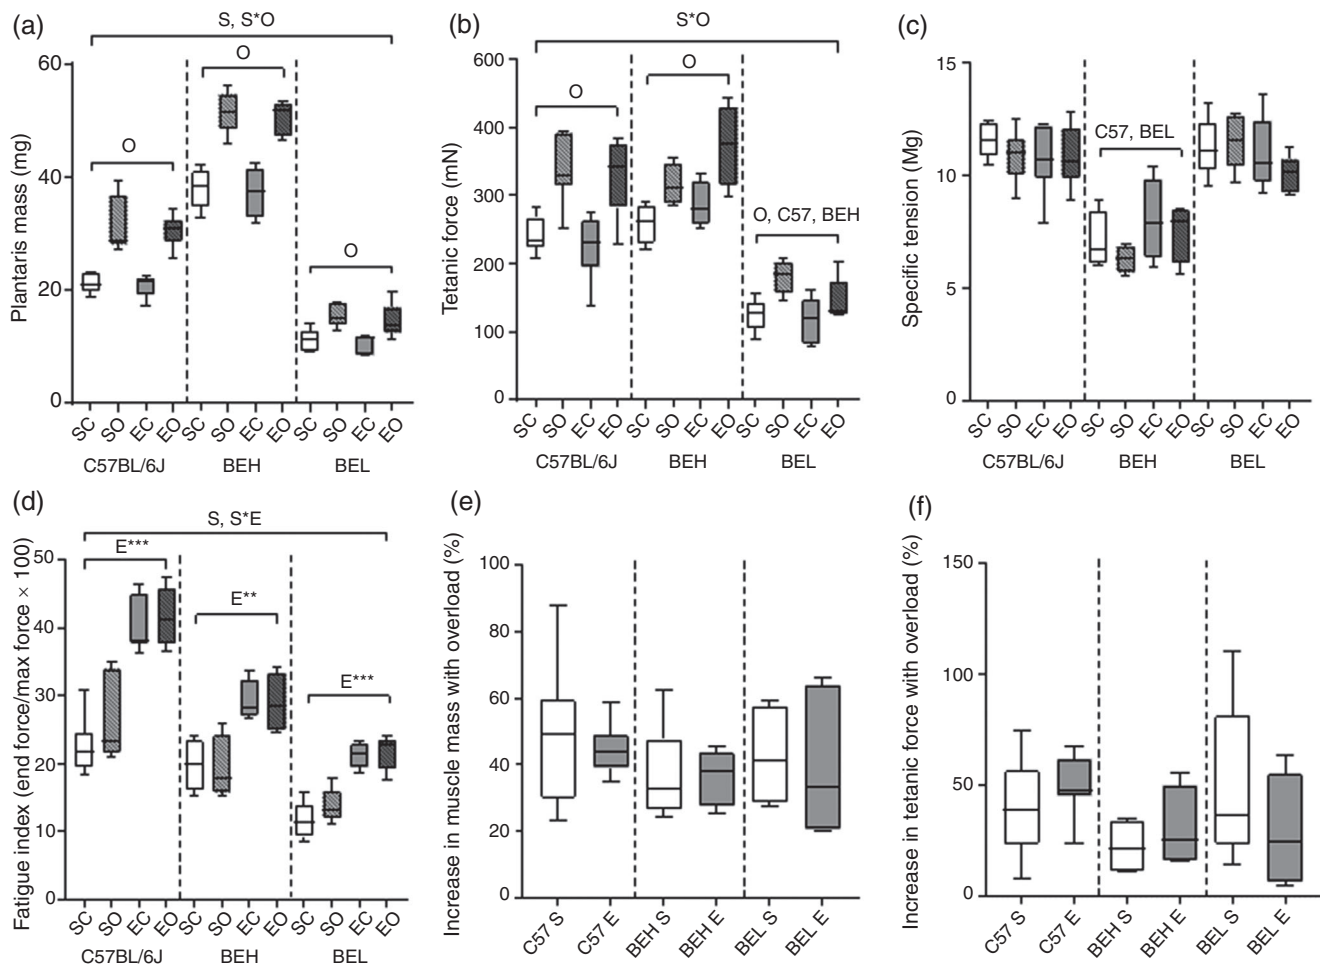 (a)
S, S*O
O
O
O
Plantaris mass (mg)
60
40
20
0
SC SO EC EO SC SO EC EO SC SO EC EO
C57BL/6J BEH BEL
(b)
S*O
O
O
O, C57, BEH
Tetanic force (mN)
600
400
300
200
100
0
SC SO EC EO SC SO EC EO SC SO EC EO
C57BL/6J BEH BEL
(c)
C57, BEL
Specific tension (Mg)
15
10
5
0
SC SO EC EO SC SO EC EO SC SO EC EO
C57BL/6J BEH BEL
(d)
S, S*E
E***
E**
E***
Fatigue index (end force/max force × 100)
50
40
30
20
10
0
SC SO EC EO SC SO EC EO SC SO EC EO
C57BL/6J BEH BEL
(e)
Increase in muscle mass with overload (%)
100
80
60
40
20
0
C57 S C57 E BEH S BEH E BEL S BEL E
(f)
Increase in tetanic force with overload (%)
150
100
50
0
C57 S C57 E BEH S BEH E BEL S BEL E